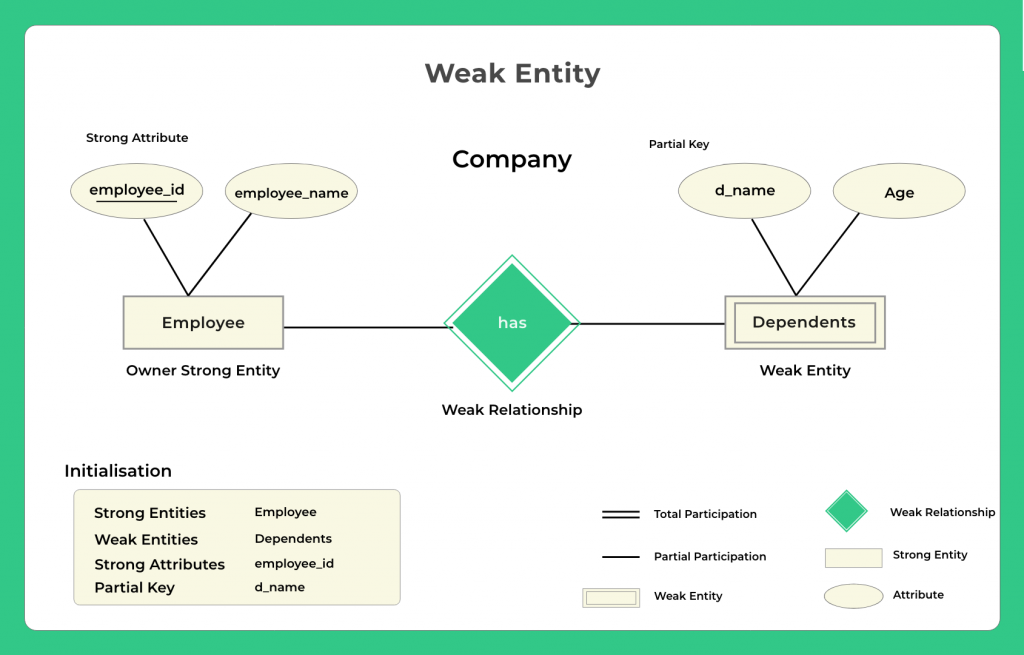 Weak Entity
Strong Attribute
Partial Key
Company
employee_id
employee_name
d_name
Age
has
Employee
Dependents
Owner Strong Entity
Weak Entity
Weak Relationship
Initialisation
Strong Entities Employee
Weak Entities Dependents
Strong Attributes employee_id
Partial Key d_name
Total Participation
Weak Relationship
Partial Participation
Strong Entity
Weak Entity
Attribute